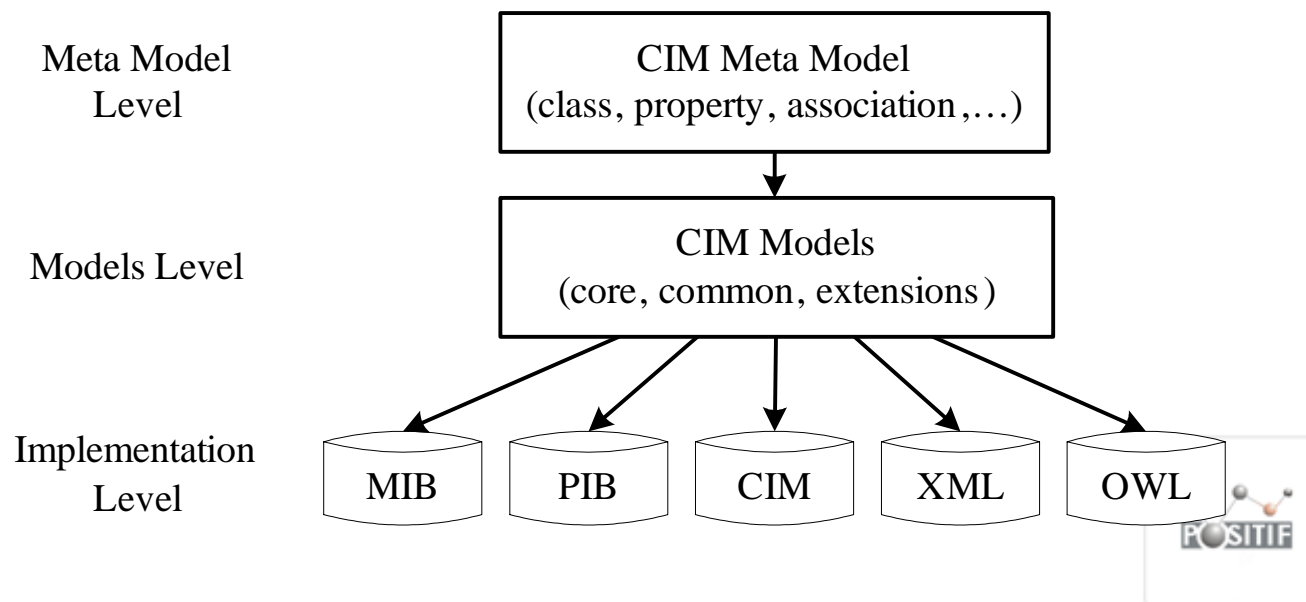 Meta Model
Level
CIM Meta Model
(class, property, association,…)
Models Level
CIM Models
(core, common, extensions)
Implementation
Level
MIB
PIB
CIM
XML
OWL
POSITIF